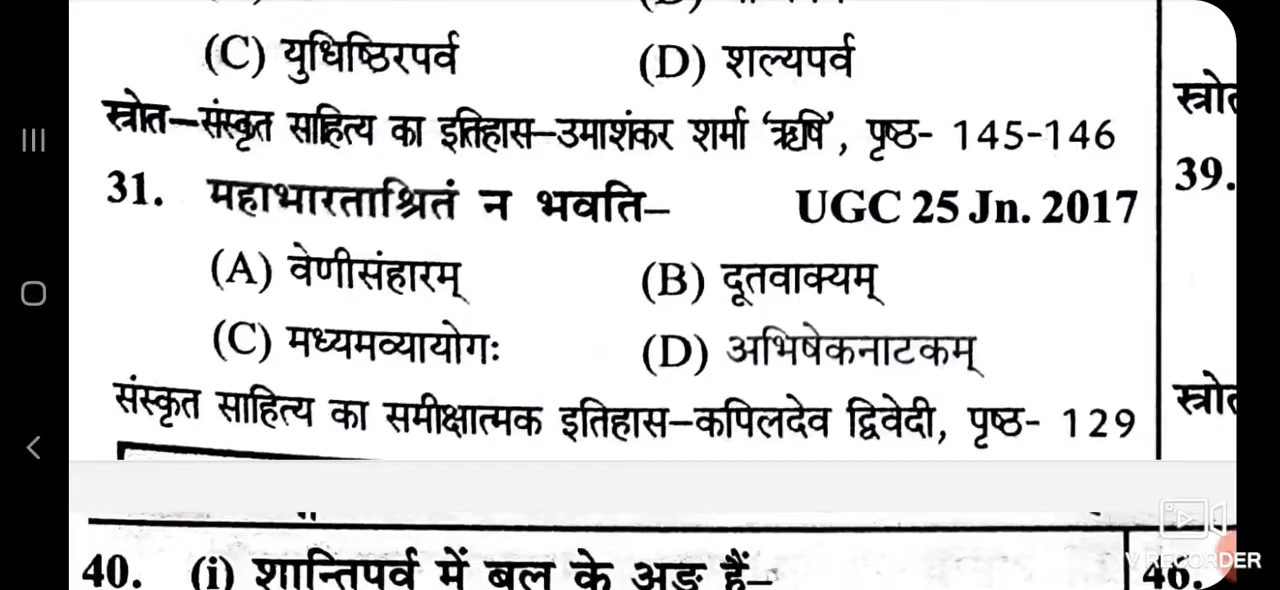 (C) युधिष्ठिरपर्व (D) शल्यपर्व
स्त्रोत–संस्कृत साहित्य का इतिहास–उमाशंकर शर्मा ‘ऋषि’, पृष्ठ- 145-146
31. महाभारताश्रितं न भवति– UGC 25 Jn. 2017
(A) वेणीसंहारम् (B) दूतवाक्यम्
(C) मध्यमव्यायोगः (D) अभिषेकनाटकम्
संस्कृत साहित्य का समीक्षात्मक इतिहास–कपिलदेव द्विवेदी, पृष्ठ- 129
39.
40. (i) शान्तिपर्व में बल के अङ्ग हैं–
46.
V RECORDER